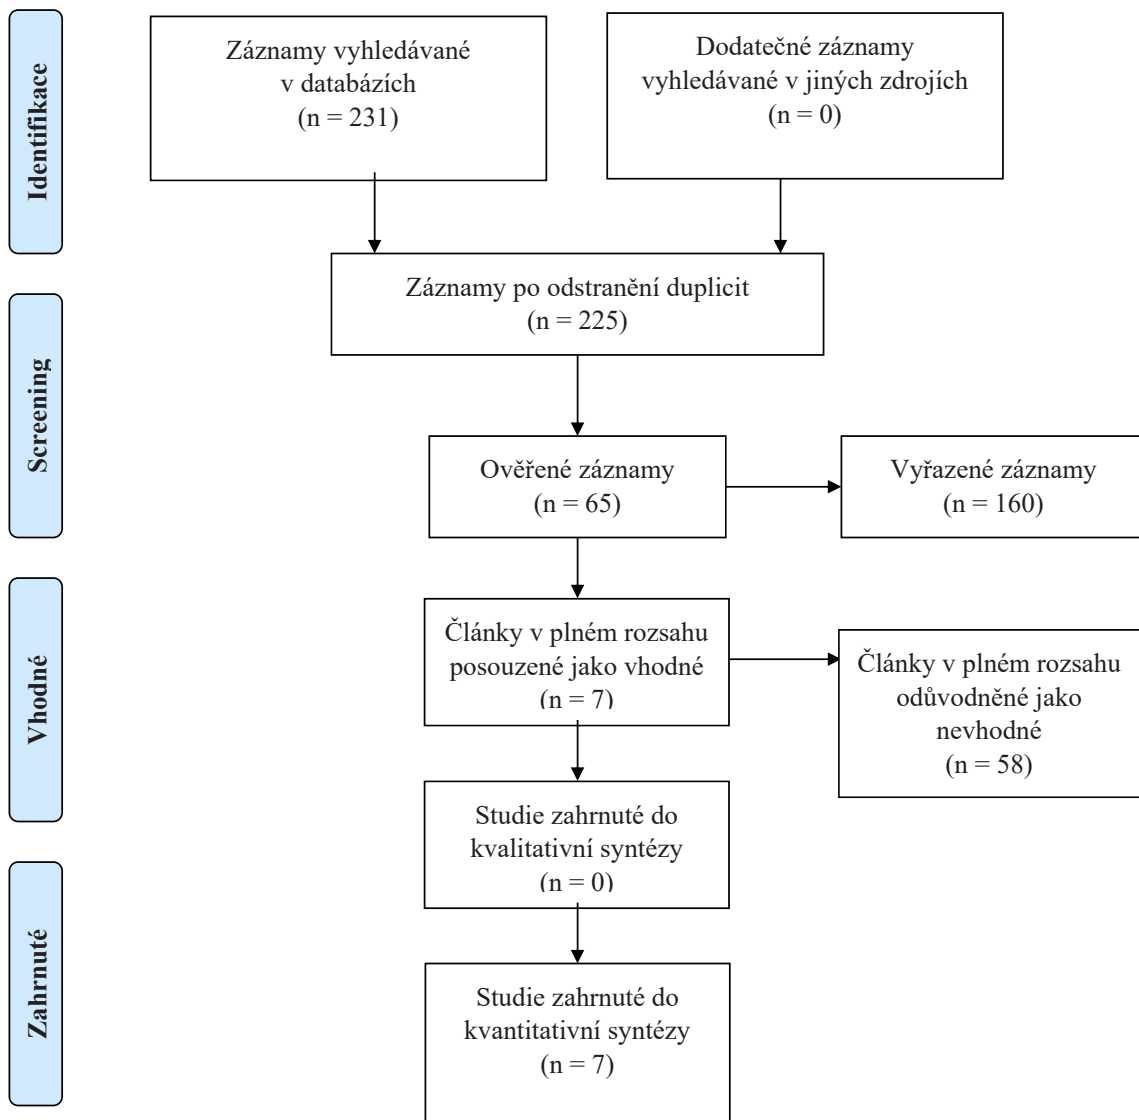 Identifikace
Záznamy vyhledávané
v databázích
(n = 231)
Dodatečné záznamy
vyhledávané v jiných zdrojích
(n = 0)
Záznamy po odstranění duplicit
(n = 225)
Screening
Ověřené záznamy
(n = 65)
Vyřazené záznamy
(n = 160)
Vhodné
Články v plném rozsahu
posouzené jako vhodné
(n = 7)
Články v plném rozsahu
odůvodněné jako
nevhodné
(n = 58)
Studie zahrnuté do
kvalitativní syntézy
(n = 0)
Zahrnuté
Studie zahrnuté do
kvantitativní syntézy
(n = 7)